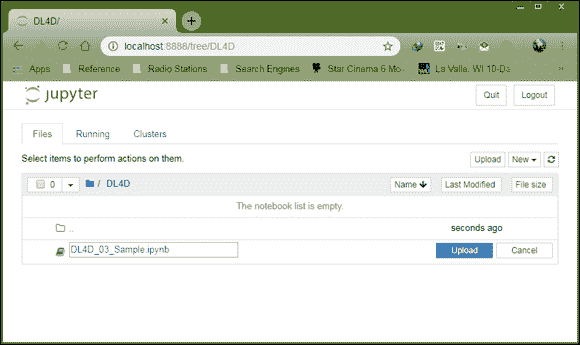 DL4D/
localhost:8888/tree/DL4D
Apps Reference Radio Stations Search Engines Star Cinema 6 Mo La Valle, WI 10-Da
jupyter Quit Logout
Files Running Clusters
Select items to perform actions on them. Upload New
0 / DL4D Name Last Modified File size
The notebook list is empty.
.. seconds ago
DL4D_03_Sample.ipynb Upload Cancel